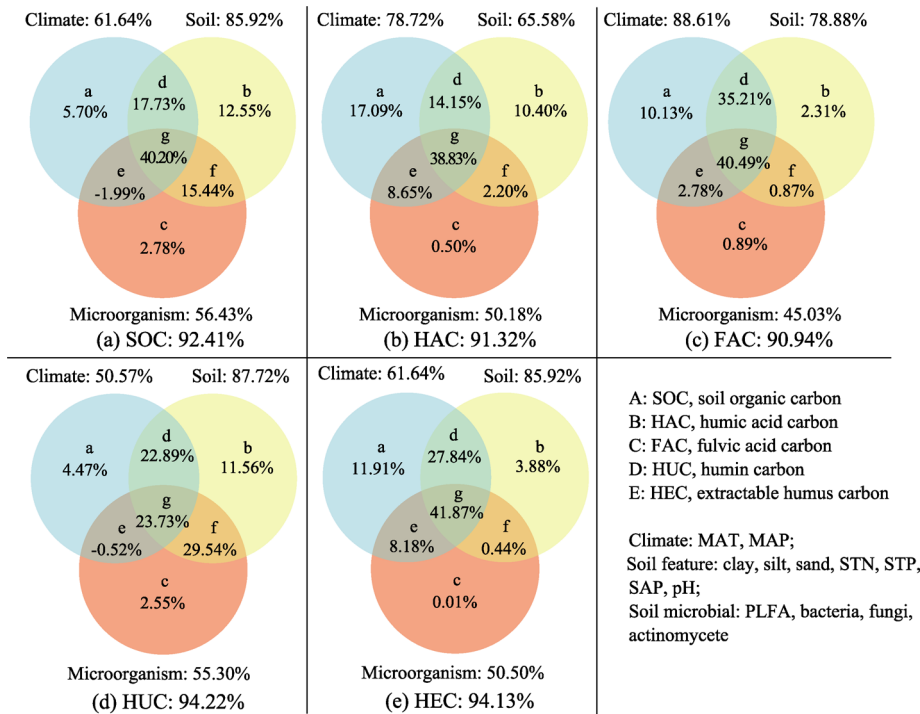 Climate: 61.64% Soil: 85.92%
a
5.70%
d
17.73%
b
12.55%
g
40.20%
e
-1.99%
f
15.44%
c
2.78%
Microorganism: 56.43%
(a) SOC: 92.41%
Climate: 78.72% Soil: 65.58%
a
17.09%
d
14.15%
b
10.40%
g
38.83%
e
8.65%
f
2.20%
c
0.50%
Microorganism: 50.18%
(b) HAC: 91.32%
Climate: 88.61% Soil: 78.88%
a
10.13%
d
35.21%
b
2.31%
g
40.49%
e
2.78%
f
0.87%
c
0.89%
Microorganism: 45.03%
(c) FAC: 90.94%
Climate: 50.57% Soil: 87.72%
a
4.47%
d
22.89%
b
11.56%
g
23.73%
e
-0.52%
f
29.54%
c
2.55%
Microorganism: 55.30%
(d) HUC: 94.22%
Climate: 61.64% Soil: 85.92%
a
11.91%
d
27.84%
b
3.88%
g
41.87%
e
8.18%
f
0.44%
c
0.01%
Microorganism: 50.50%
(e) HEC: 94.13%
A: SOC, soil organic carbon
B: HAC, humic acid carbon
C: FAC, fulvic acid carbon
D: HUC, humin carbon
E: HEC, extractable humus carbon
Climate: MAT, MAP;
Soil feature: clay, silt, sand, STN, STP,
SAP, pH;
Soil microbial: PLFA, bacteria, fungi,
actinomycete